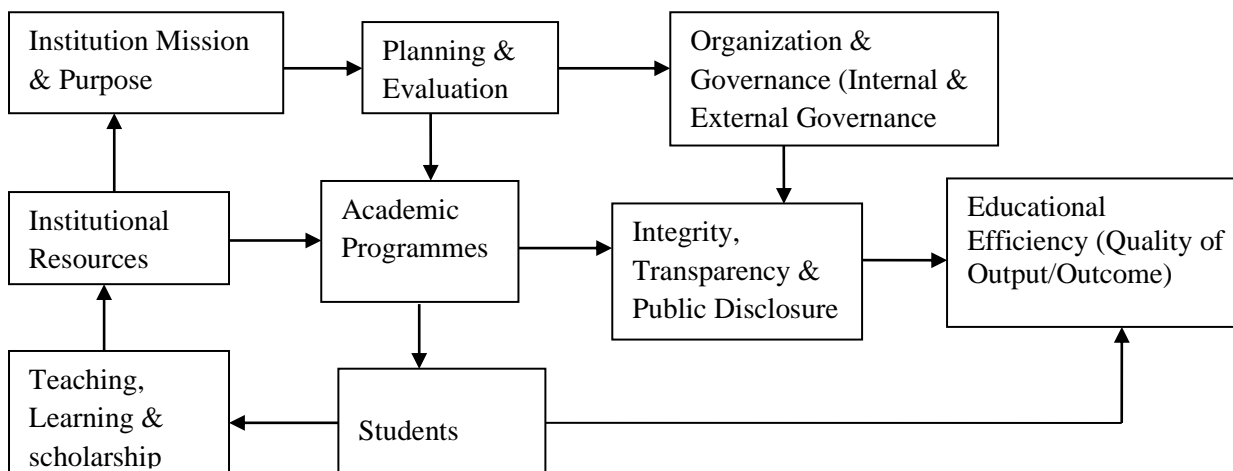 Institution Mission
& Purpose
Planning &
Evaluation
Organization &
Governance (Internal &
External Governance
Institutional
Resources
Academic
Programmes
Integrity,
Transparency &
Public Disclosure
Educational
Efficiency (Quality of
Output/Outcome)
Teaching,
Learning &
scholarship
Students